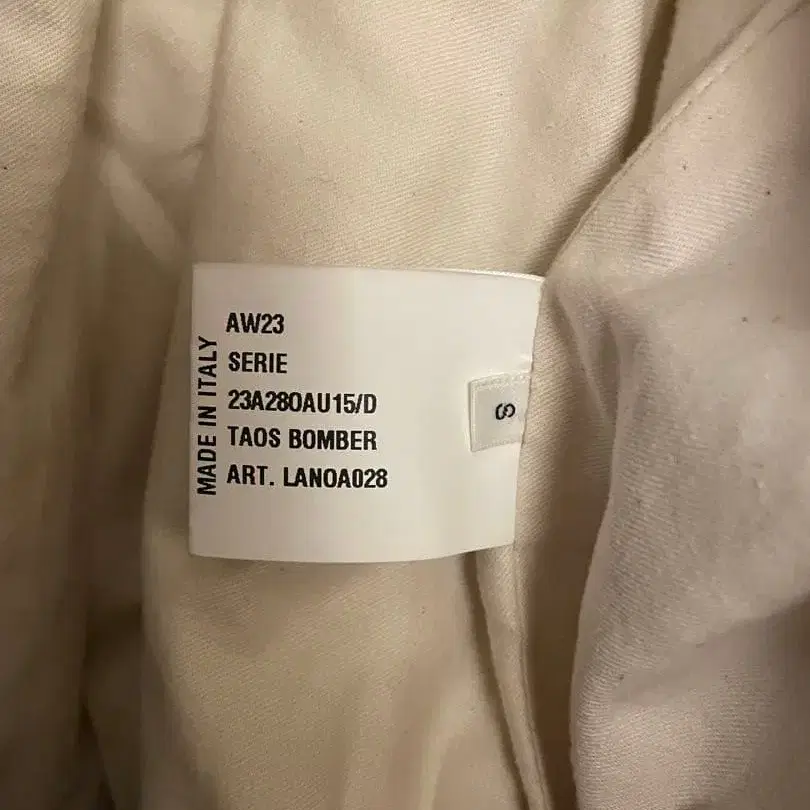 AW23
SERIE
23A280AU15/D
TAOS BOMBER
ART. LANOA028
MADE IN ITALY
S